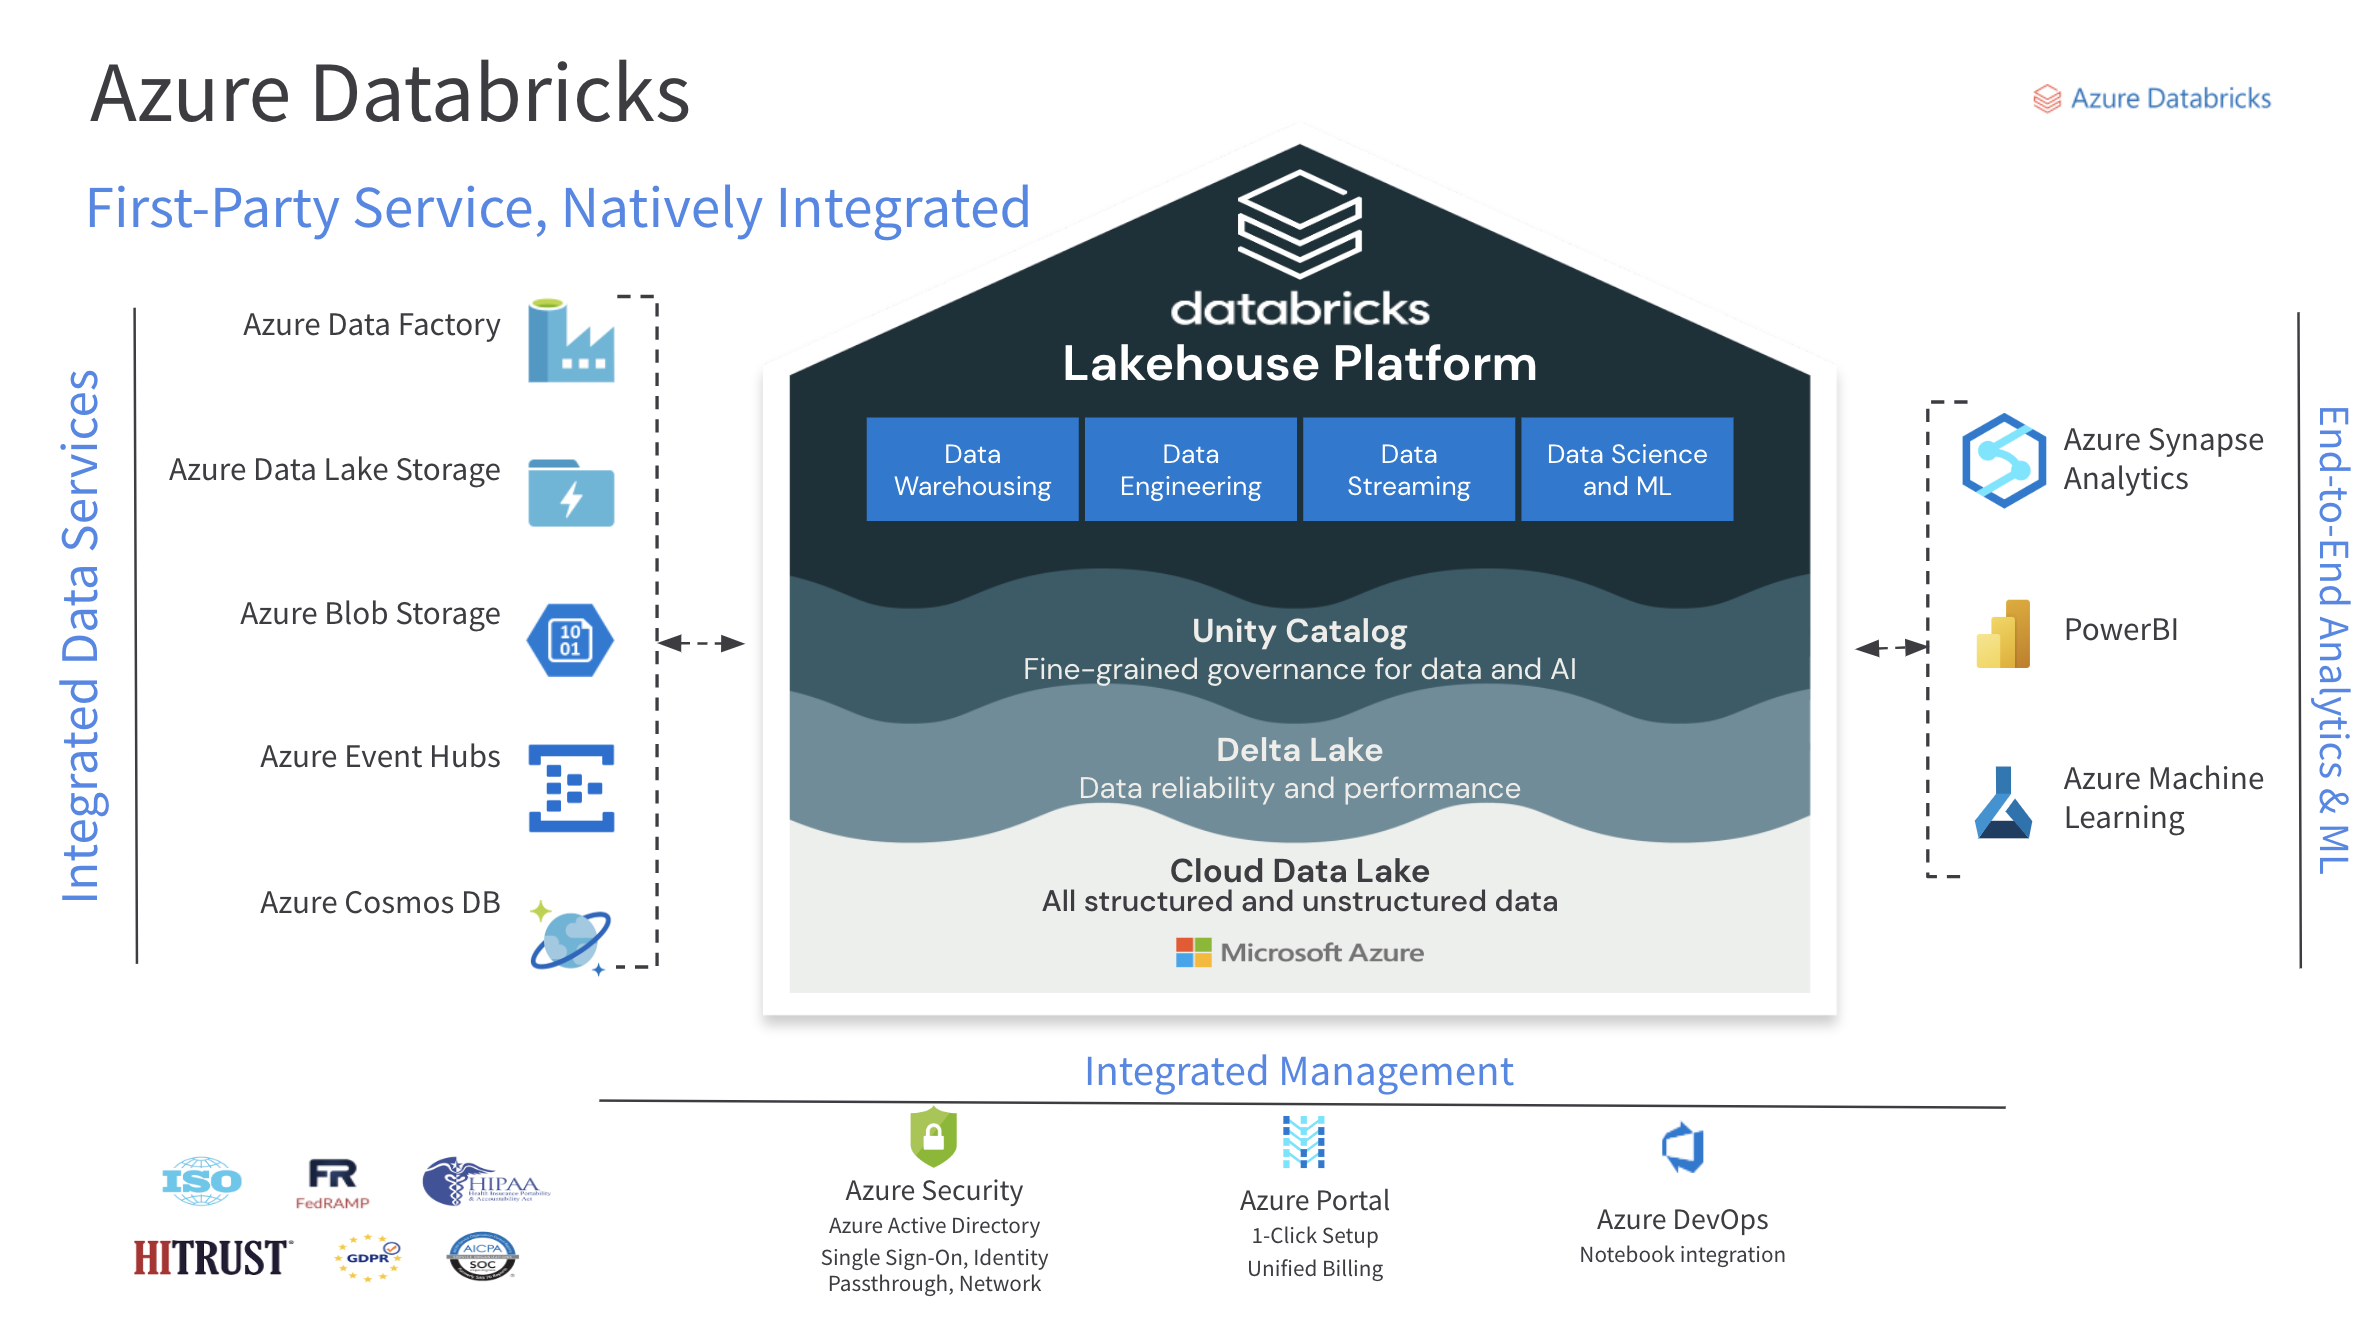 Azure Databricks
Azure Databricks
First-Party Service, Natively Integrated
Integrated Data Services
Azure Data Factory
Azure Data Lake Storage
Azure Blob Storage
10
01
Azure Event Hubs
Azure Cosmos DB
databricks
Lakehouse Platform
Data
Warehousing
Data
Engineering
Data
Streaming
Data Science
and ML
Unity Catalog
Fine-grained governance for data and AI
Delta Lake
Data reliability and performance
Cloud Data Lake
All structured and unstructured data
Microsoft Azure
Azure Synapse
Analytics
PowerBI
Azure Machine
Learning
End-to-End Analytics & ML
Integrated Management
Azure Security
Azure Active Directory
Single Sign-On, Identity
Passthrough, Network
Azure Portal
1-Click Setup
Unified Billing
Azure DevOps
Notebook integration
ISO
FR
FedRAMP
HIPAA
Health Insurance Portability
& Accountability Act
HITRUST
GDPR
AICPA
SOC